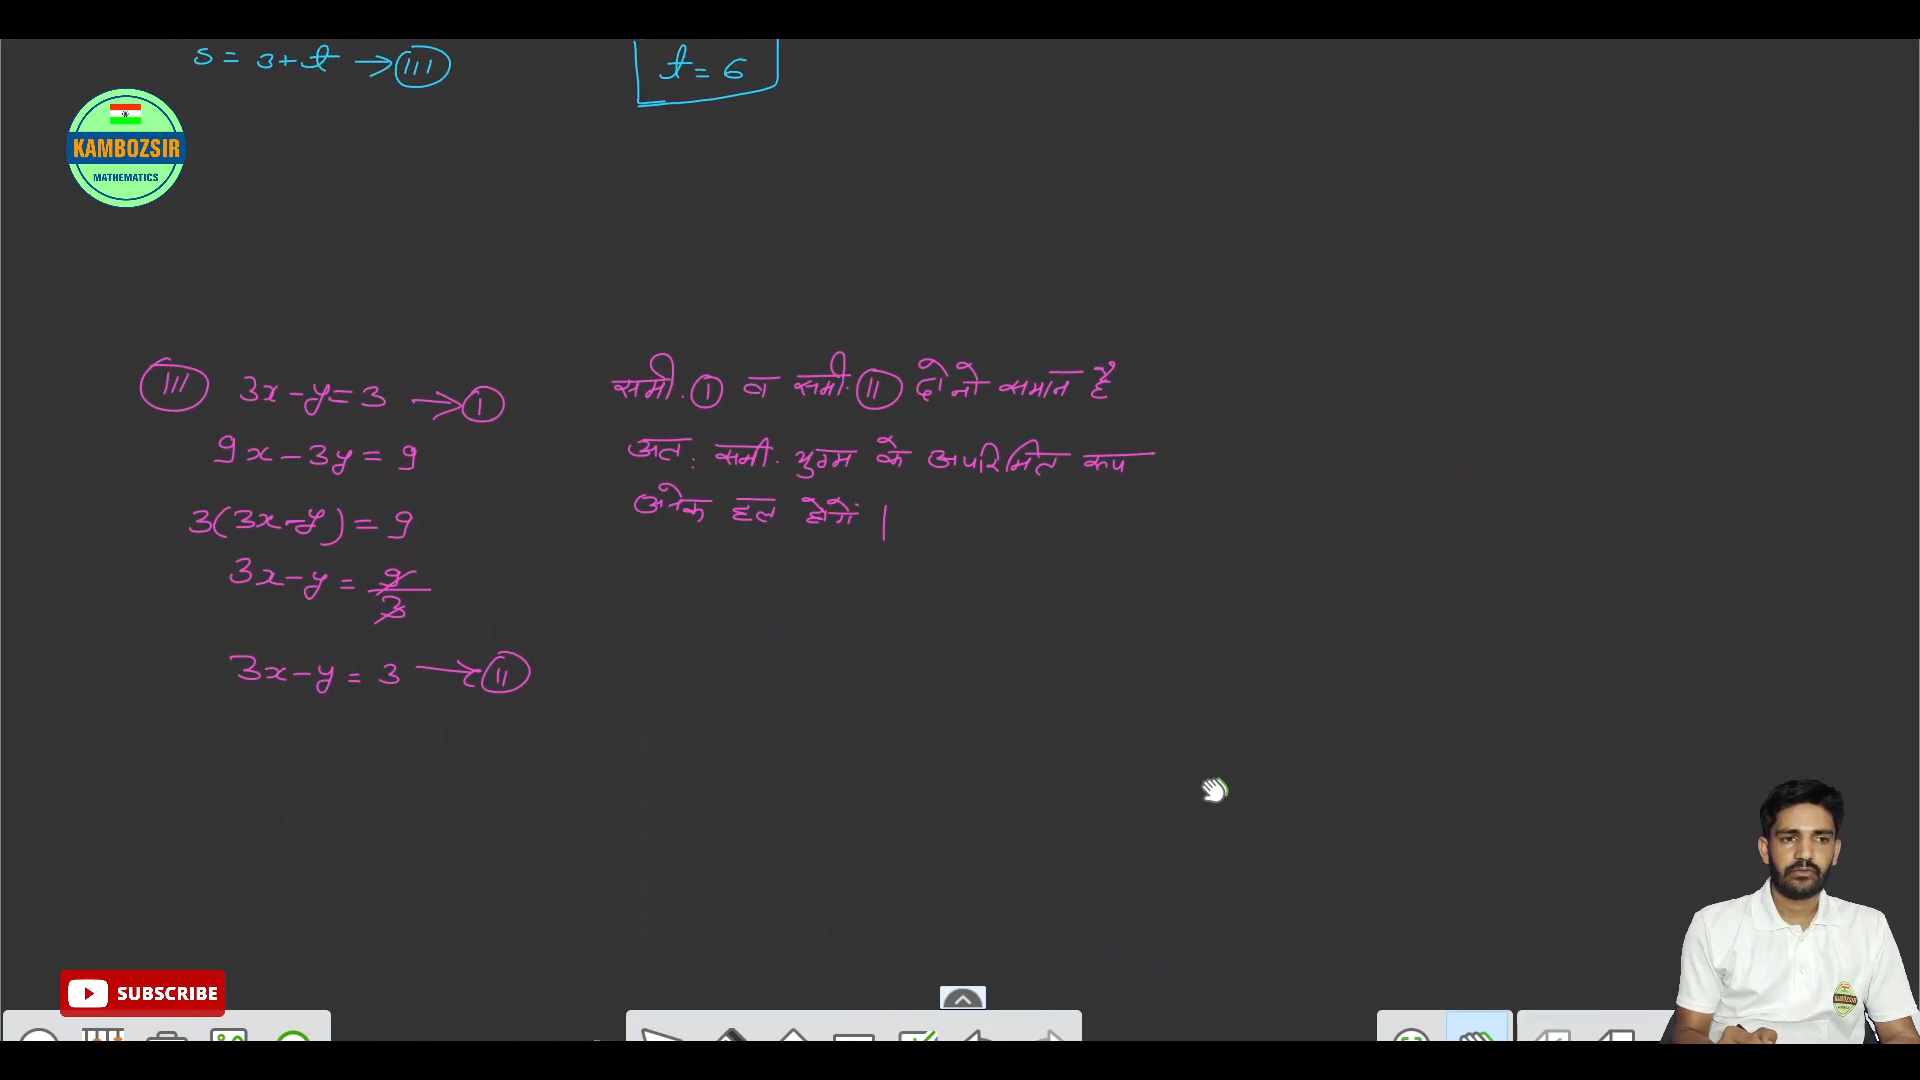 s = 3+t → (III)
t = 6
KAMBOZSIR
MATHEMATICS
(III) 3x-y=3 → (I)
9x-3y=9
3(3x-y)=9
3x-y=9/3
3x-y=3 → (II)
समी. (I) व समी. (II) दोनों समान है
अतः समी. युग्म के अपरिमित रूप
अनेक हल होगें |
SUBSCRIBE